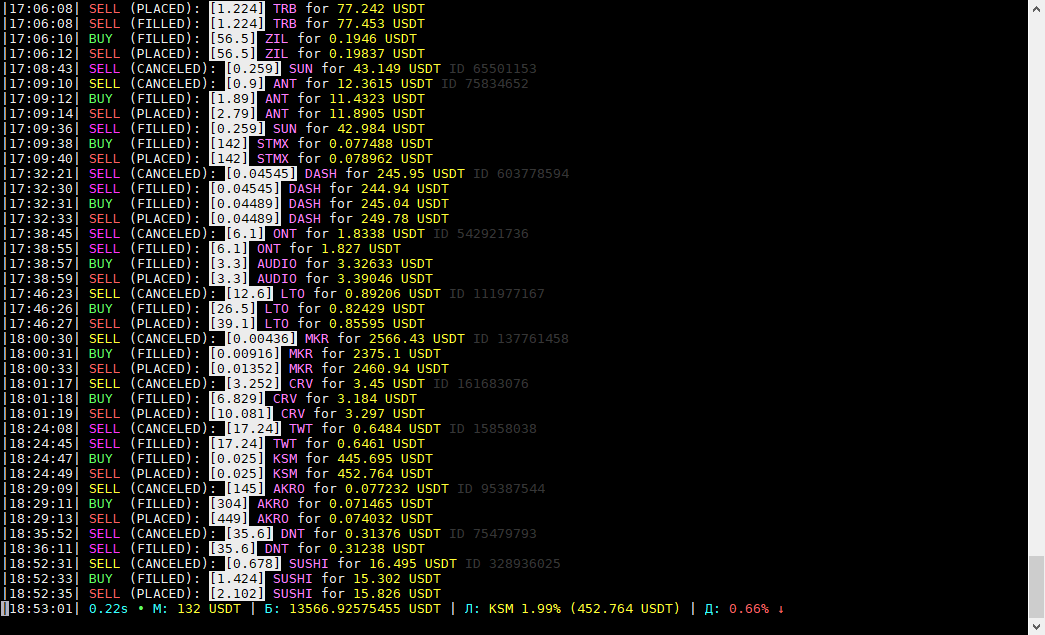 |17:06:08| SELL (PLACED): [1.224] TRB for 77.242 USDT
|17:06:08| SELL (FILLED): [1.224] TRB for 77.453 USDT
|17:06:10| BUY (FILLED): [56.5] ZIL for 0.1946 USDT
|17:06:12| SELL (PLACED): [56.5] ZIL for 0.19837 USDT
|17:08:43| SELL (CANCELED): [0.259] SUN for 43.149 USDT ID 65501153
|17:09:10| SELL (CANCELED): [0.9] ANT for 12.3615 USDT ID 75834652
|17:09:12| BUY (FILLED): [1.89] ANT for 11.4323 USDT
|17:09:14| SELL (PLACED): [2.79] ANT for 11.8905 USDT
|17:09:36| SELL (FILLED): [0.259] SUN for 42.984 USDT
|17:09:38| BUY (FILLED): [142] STMX for 0.077488 USDT
|17:09:40| SELL (PLACED): [142] STMX for 0.078962 USDT
|17:32:21| SELL (CANCELED): [0.04545] DASH for 245.95 USDT ID 603778594
|17:32:30| SELL (FILLED): [0.04545] DASH for 244.94 USDT
|17:32:31| BUY (FILLED): [0.04489] DASH for 245.04 USDT
|17:32:33| SELL (PLACED): [0.04489] DASH for 249.78 USDT
|17:38:45| SELL (CANCELED): [6.1] ONT for 1.8338 USDT ID 542921736
|17:38:55| SELL (FILLED): [6.1] ONT for 1.827 USDT
|17:38:57| BUY (FILLED): [3.3] AUDIO for 3.32633 USDT
|17:38:59| SELL (PLACED): [3.3] AUDIO for 3.39046 USDT
|17:46:23| SELL (CANCELED): [12.6] LTO for 0.89206 USDT ID 111977167
|17:46:26| BUY (FILLED): [26.5] LTO for 0.82429 USDT
|17:46:27| SELL (PLACED): [39.1] LTO for 0.85595 USDT
|18:00:30| SELL (CANCELED): [0.00436] MKR for 2566.43 USDT ID 137761458
|18:00:31| BUY (FILLED): [0.00916] MKR for 2375.1 USDT
|18:00:33| SELL (PLACED): [0.01352] MKR for 2460.94 USDT
|18:01:17| SELL (CANCELED): [3.252] CRV for 3.45 USDT ID 161683076
|18:01:18| BUY (FILLED): [6.829] CRV for 3.184 USDT
|18:01:19| SELL (PLACED): [10.081] CRV for 3.297 USDT
|18:24:08| SELL (CANCELED): [17.24] TWT for 0.6484 USDT ID 15858038
|18:24:45| SELL (FILLED): [17.24] TWT for 0.6461 USDT
|18:24:47| BUY (FILLED): [0.025] KSM for 445.695 USDT
|18:24:49| SELL (PLACED): [0.025] KSM for 452.764 USDT
|18:29:09| SELL (CANCELED): [145] AKRO for 0.077232 USDT ID 95387544
|18:29:11| BUY (FILLED): [304] AKRO for 0.071465 USDT
|18:29:13| SELL (PLACED): [449] AKRO for 0.074032 USDT
|18:35:52| SELL (CANCELED): [35.6] DNT for 0.31376 USDT ID 75479793
|18:36:11| SELL (FILLED): [35.6] DNT for 0.31238 USDT
|18:52:31| SELL (CANCELED): [0.678] SUSHI for 16.495 USDT ID 328936025
|18:52:33| BUY (FILLED): [1.424] SUSHI for 15.302 USDT
|18:52:35| SELL (PLACED): [2.102] SUSHI for 15.826 USDT
|18:53:01| 0.22s • М: 132 USDT | Б: 13566.92575455 USDT | Л: KSM 1.99% (452.764 USDT) | Д: 0.66% ↓